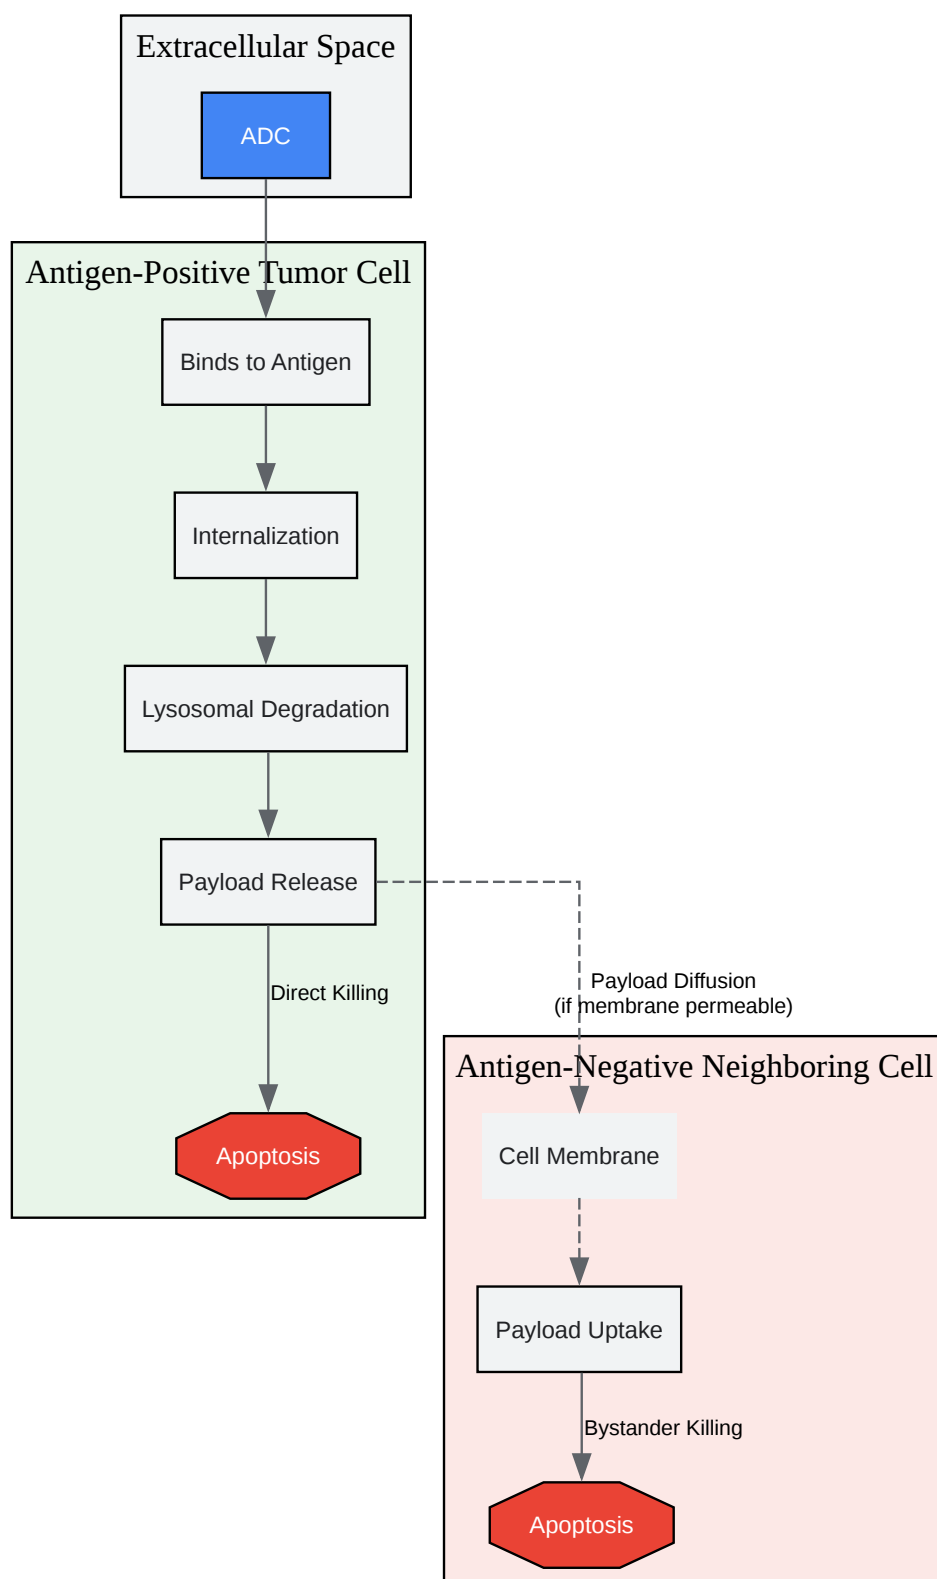 Extracellular Space
ADC
Antigen-Positive Tumor Cell
Binds to Antigen
Internalization
Lysosomal Degradation
Payload Release
Direct Killing
Payload Diffusion
(if membrane permeable)
Apoptosis
Antigen-Negative Neighboring Cell
Cell Membrane
Payload Uptake
Bystander Killing
Apoptosis